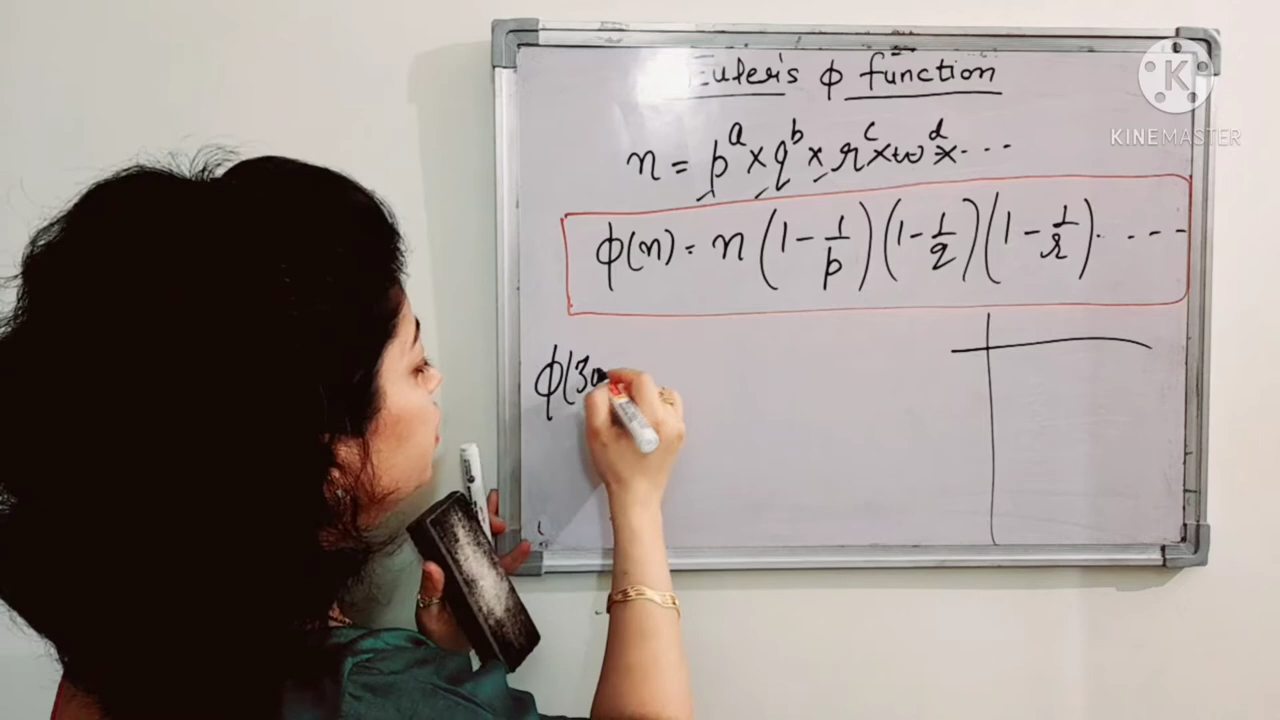 Euler's φ function
n = p^a × q^b × r^c × w^d × ...
φ(n) = n (1 - 1/p) (1 - 1/q) (1 - 1/r) . - - - -
φ(3
K
KINEMASTER